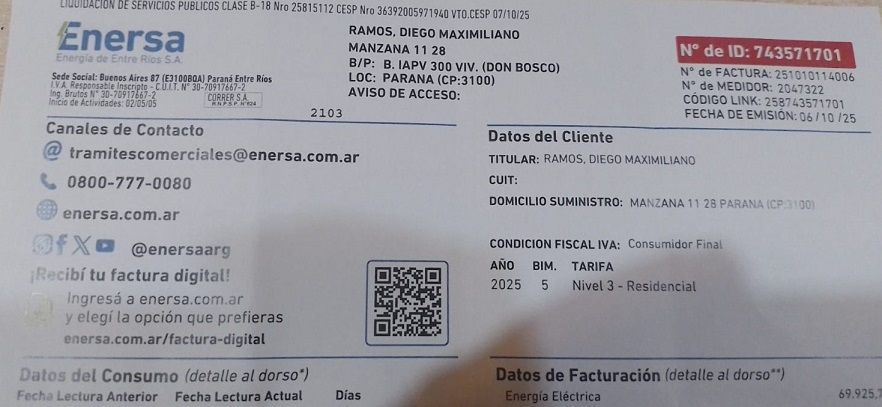 LIQUIDACIÓN DE SERVICIOS PÚBLICOS CLASE B-18 Nro 25815112 CESP Nro 36392005971940 VTO.CESP 07/10/25
Enersa
Energía de Entre Ríos S.A.
Sede Social: Buenos Aires 87 (E3100BQA) Paraná Entre Ríos
I.V.A. Responsable Inscripto - C.U.I.T. N° 30-70917667-2
Ing. Brutos N° 30-70917667-2
Inicio de Actividades: 02/05/05
CORRER S.A.
R.N.P.S.P. N°824
2103
RAMOS, DIEGO MAXIMILIANO
MANZANA 11 28
B/P: B. IAPV 300 VIV. (DON BOSCO)
LOC: PARANA (CP:3100)
AVISO DE ACCESO:
N° de ID: 743571701
N° de FACTURA: 251010114006
N° de MEDIDOR: 2047322
CÓDIGO LINK: 258743571701
FECHA DE EMISIÓN: 06/10/25
Canales de Contacto
@ tramitescomerciales@enersa.com.ar
0800-777-0080
enersa.com.ar
@enersaarg
¡Recibí tu factura digital!
Ingresá a enersa.com.ar
y elegí la opción que prefieras
enersa.com.ar/factura-digital
Datos del Cliente
TITULAR: RAMOS, DIEGO MAXIMILIANO
CUIT:
DOMICILIO SUMINISTRO: MANZANA 11 28 PARANA (CP:3100)
CONDICION FISCAL IVA: Consumidor Final
AÑO BIM. TARIFA
2025 5 Nivel 3 - Residencial
Datos del Consumo (detalle al dorso*)
Fecha Lectura Anterior Fecha Lectura Actual Días
Datos de Facturación (detalle al dorso**)
Energía Eléctrica 69.925,7